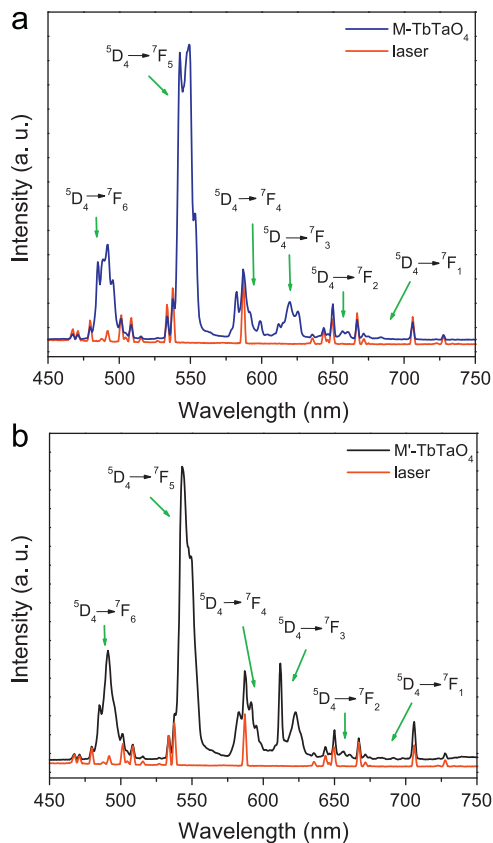 a
M-TbTaO₄
laser
⁵D₄→⁷F₅
⁵D₄→⁷F₆
⁵D₄→⁷F₄
⁵D₄→⁷F₃
⁵D₄→⁷F₂
⁵D₄→⁷F₁
Intensity (a. u.)
450 500 550 600 650 700 750
Wavelength (nm)
b
M'-TbTaO₄
laser
⁵D₄→⁷F₅
⁵D₄→⁷F₆
⁵D₄→⁷F₄
⁵D₄→⁷F₃
⁵D₄→⁷F₂
⁵D₄→⁷F₁
Intensity (a. u.)
450 500 550 600 650 700 750
Wavelength (nm)